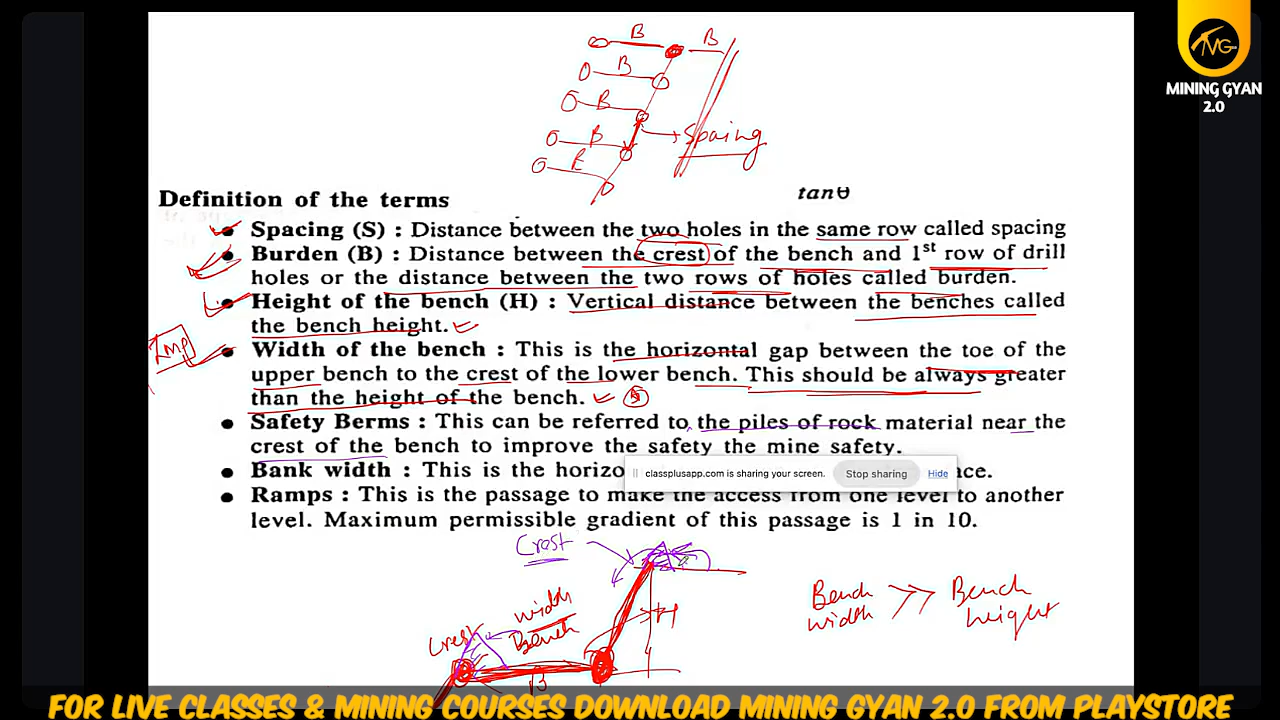 MINING GYAN
2.0
B
B
B
B
B
Spaing
Definition of the terms
tanθ
• Spacing (S) : Distance between the two holes in the same row called spacing
• Burden (B) : Distance between the crest of the bench and 1st row of drill
holes or the distance between the two rows of holes called burden.
• Height of the bench (H) : Vertical distance between the benches called
the bench height.
Imp
• Width of the bench : This is the horizontal gap between the toe of the
upper bench to the crest of the lower bench. This should be always greater
than the height of the bench.
• Safety Berms : This can be referred to the piles of rock material near the
crest of the bench to improve the safety the mine safety.
• Bank width : This is the horizo ce.
classplusapp.com is sharing your screen. Stop sharing Hide
• Ramps : This is the passage to make the access from one level to another
level. Maximum permissible gradient of this passage is 1 in 10.
Crest
Bench width >> Bench height
width
Bench
H
Crest
B
FOR LIVE CLASSES & MINING COURSES DOWNLOAD MINING GYAN 2.0 FROM PLAYSTORE